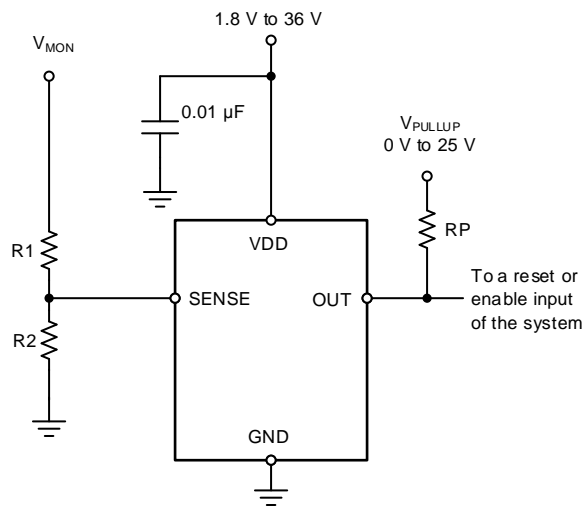 1.8 V to 36 V
VMON
0.01 µF
VPULLUP
0 V to 25 V
R1
RP
VDD
SENSE
OUT
To a reset or
enable input
of the system
R2
GND